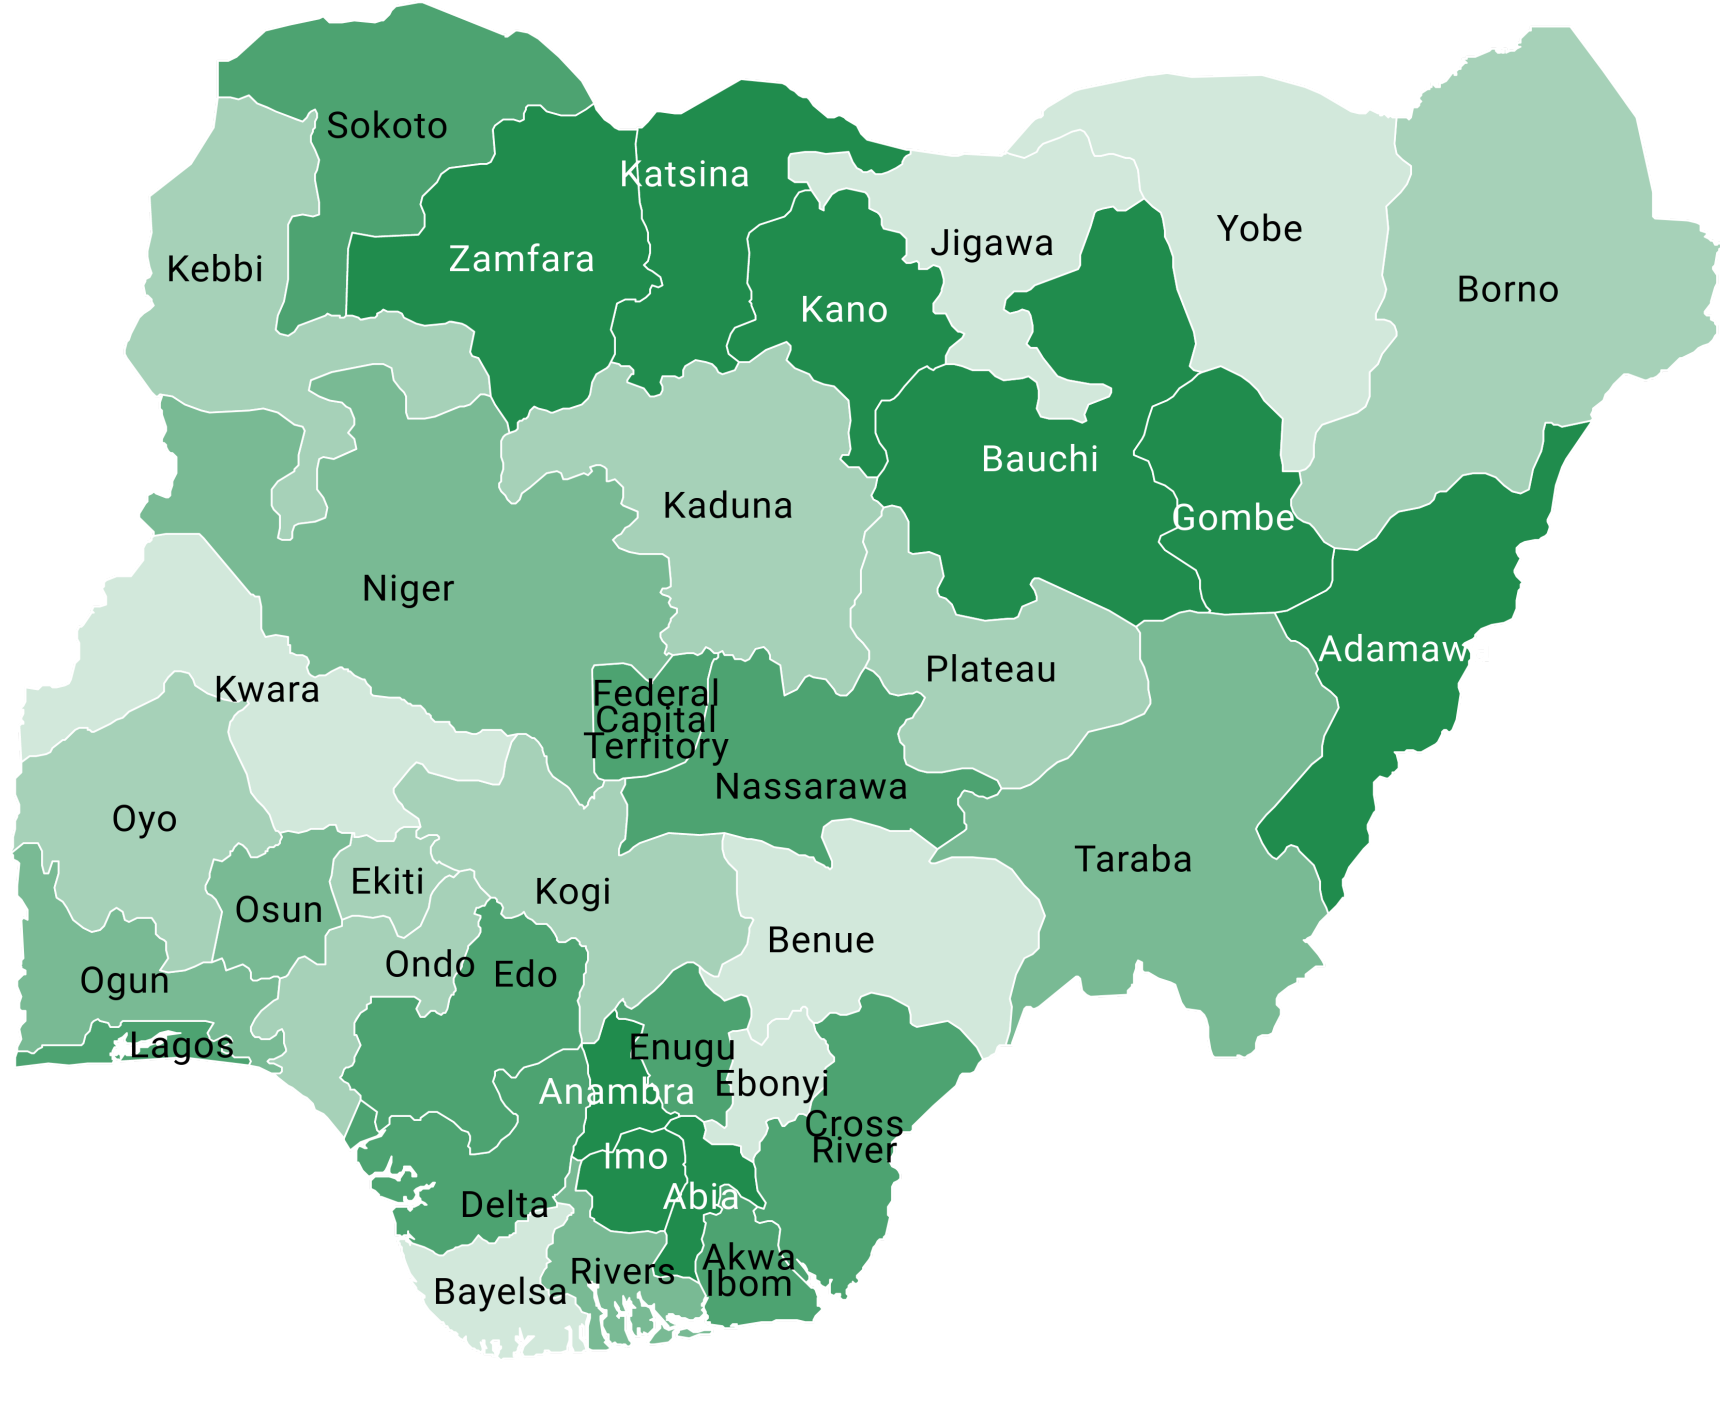 Sokoto
Katsina
Yobe
Jigawa
Zamfara
Kebbi
Borno
Kano
Bauchi
Kaduna
Gombe
Niger
Adamaw
Plateau
Kwara
Federal
Capital
Territory
Nassarawa
Oyo
Taraba
Ekiti
Kogi
Osun
Benue
Ondo
Edo
Ogun
Lagos
Enugu
Ebonyi
Anambra
Cross
River
Imo
Abia
Delta
Akwa
Ibom
Rivers
Bayelsa